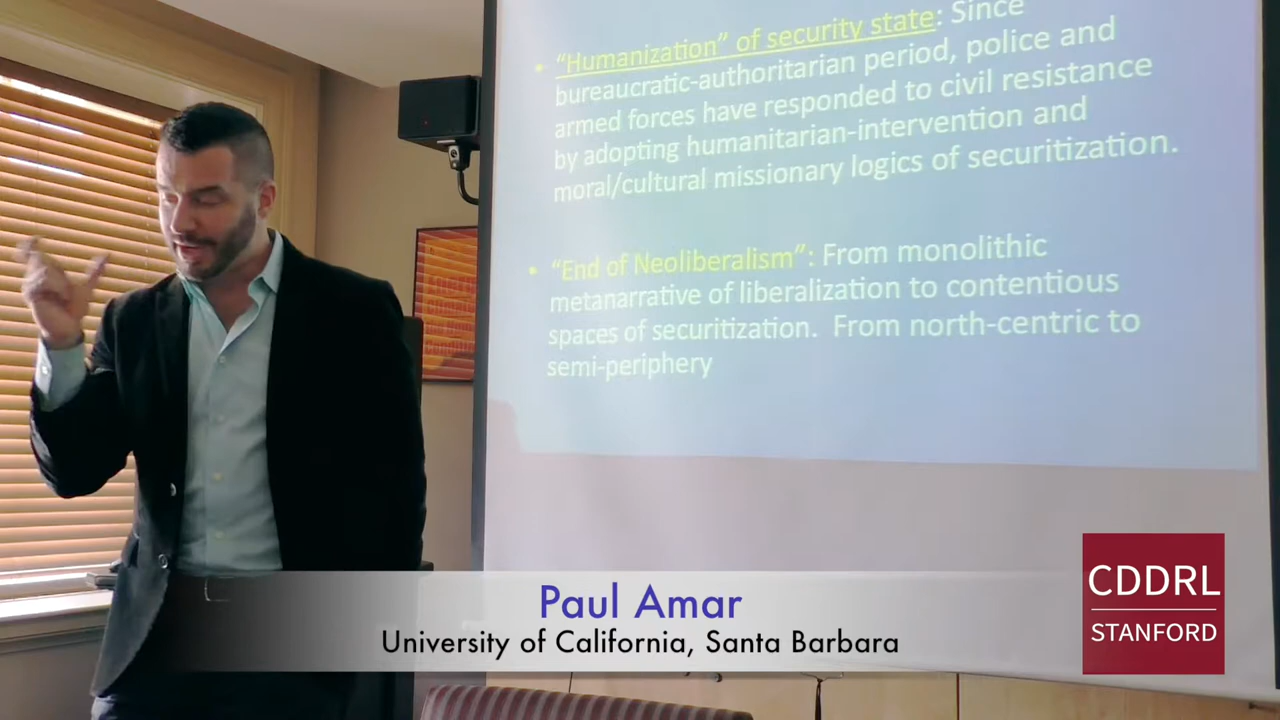 • "Humanization" of security state: Since
bureaucratic-authoritarian period, police and
armed forces have responded to civil resistance
by adopting humanitarian-intervention and
moral/cultural missionary logics of securitization.
• "End of Neoliberalism": From monolithic
metanarrative of liberalization to contentious
spaces of securitization. From north-centric to
semi-periphery
Paul Amar
University of California, Santa Barbara
CDDRL
STANFORD